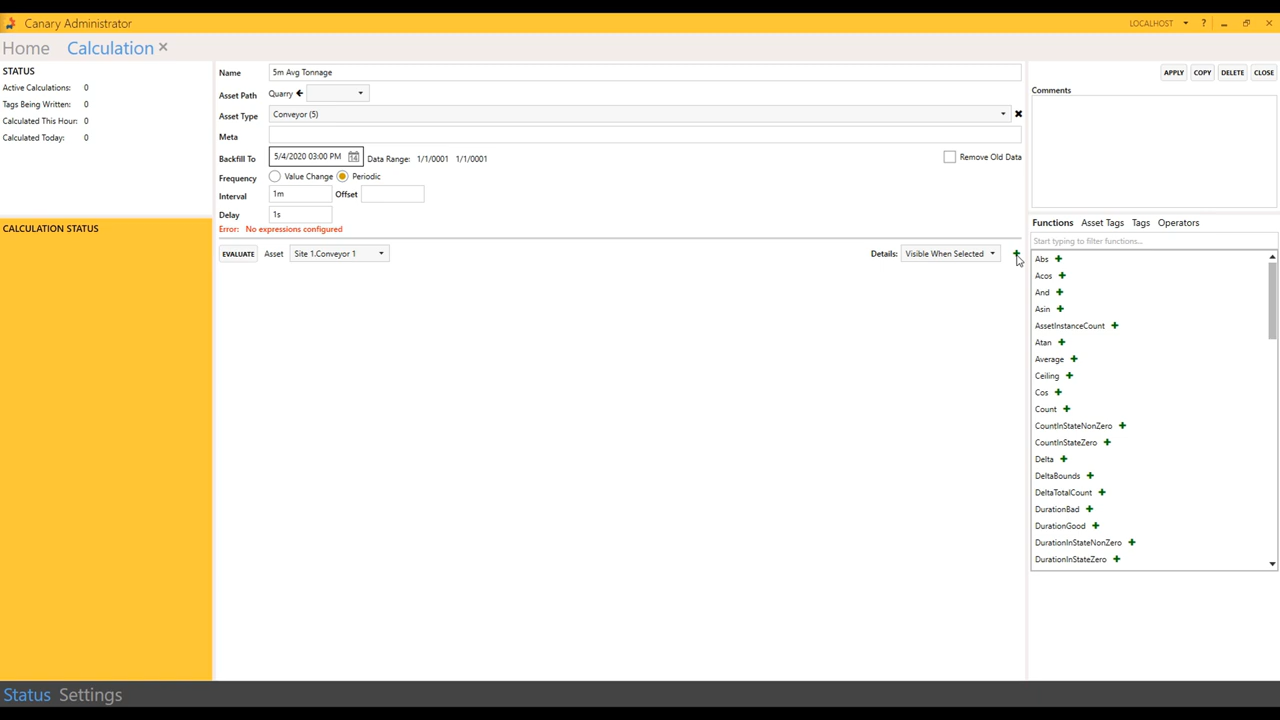 Canary Administrator
LOCALHOST ?
Home Calculation
STATUS
Active Calculations: 0
Tags Being Written: 0
Calculated This Hour: 0
Calculated Today: 0
CALCULATION STATUS
Name 5m Avg Tonnage
Asset Path Quarry
Asset Type Conveyor (5)
Meta
Backfill To 5/4/2020 03:00 PM 14 Data Range: 1/1/0001 1/1/0001 Remove Old Data
Frequency Value Change Periodic
Interval 1m Offset
Delay 1s
Error: No expressions configured
EVALUATE Asset Site 1.Conveyor 1 Details: Visible When Selected
APPLY COPY DELETE CLOSE
Comments
Functions Asset Tags Tags Operators
Start typing to filter functions...
Abs
Acos
And
Asin
AssetInstanceCount
Atan
Average
Ceiling
Cos
Count
CountInStateNonZero
CountInStateZero
Delta
DeltaBounds
DeltaTotalCount
DurationBad
DurationGood
DurationInStateNonZero
DurationInStateZero
Status Settings